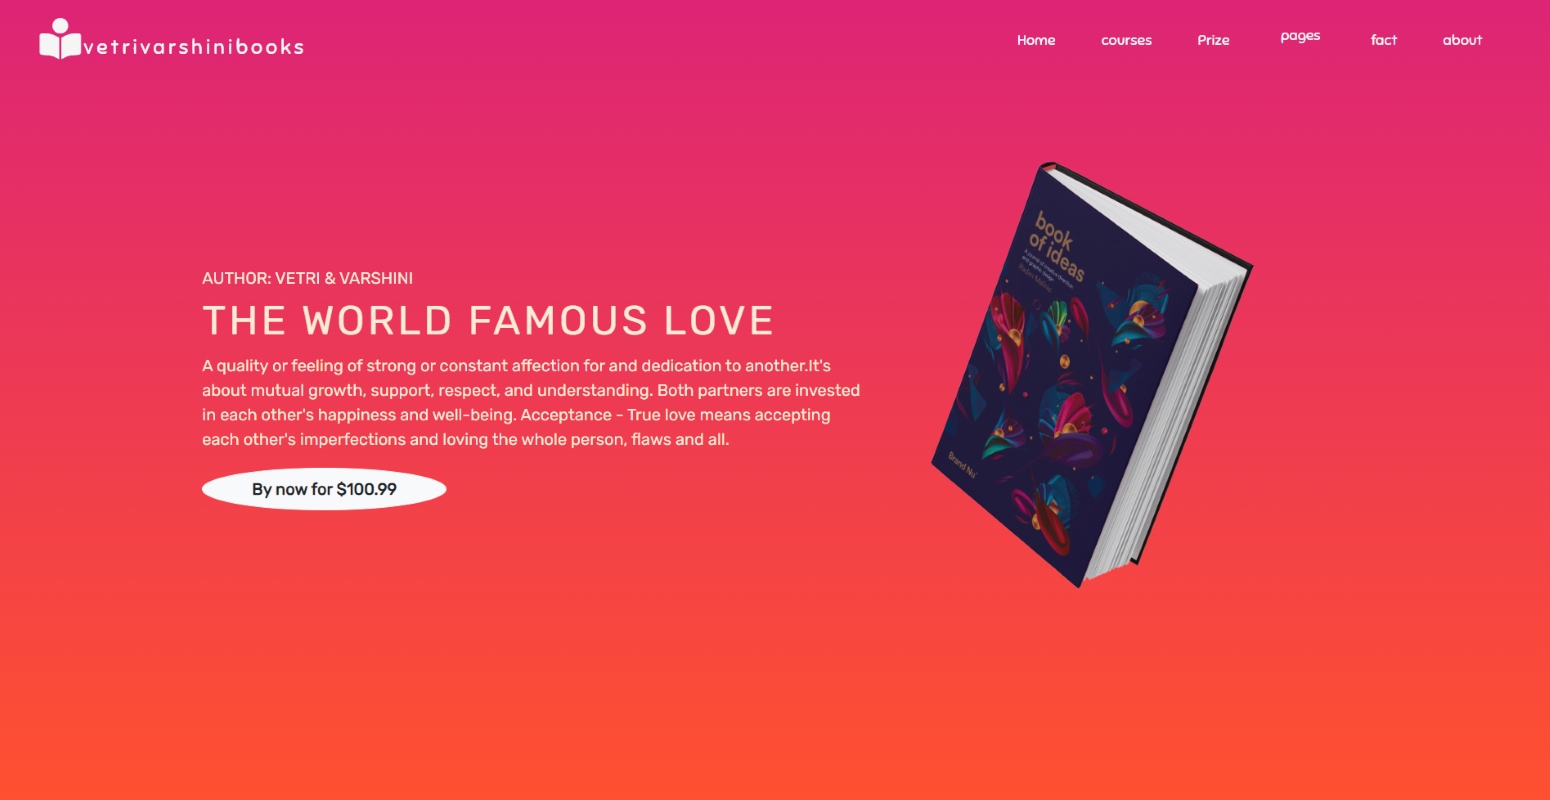 vetrivarshinibooks
Home courses Prize pages fact about
AUTHOR: VETRI & VARSHINI
THE WORLD FAMOUS LOVE
A quality or feeling of strong or constant affection for and dedication to another.It's
about mutual growth, support, respect, and understanding. Both partners are invested
in each other's happiness and well-being. Acceptance - True love means accepting
each other's imperfections and loving the whole person, flaws and all.
By now for $100.99
book
of ideas
Brand Nu